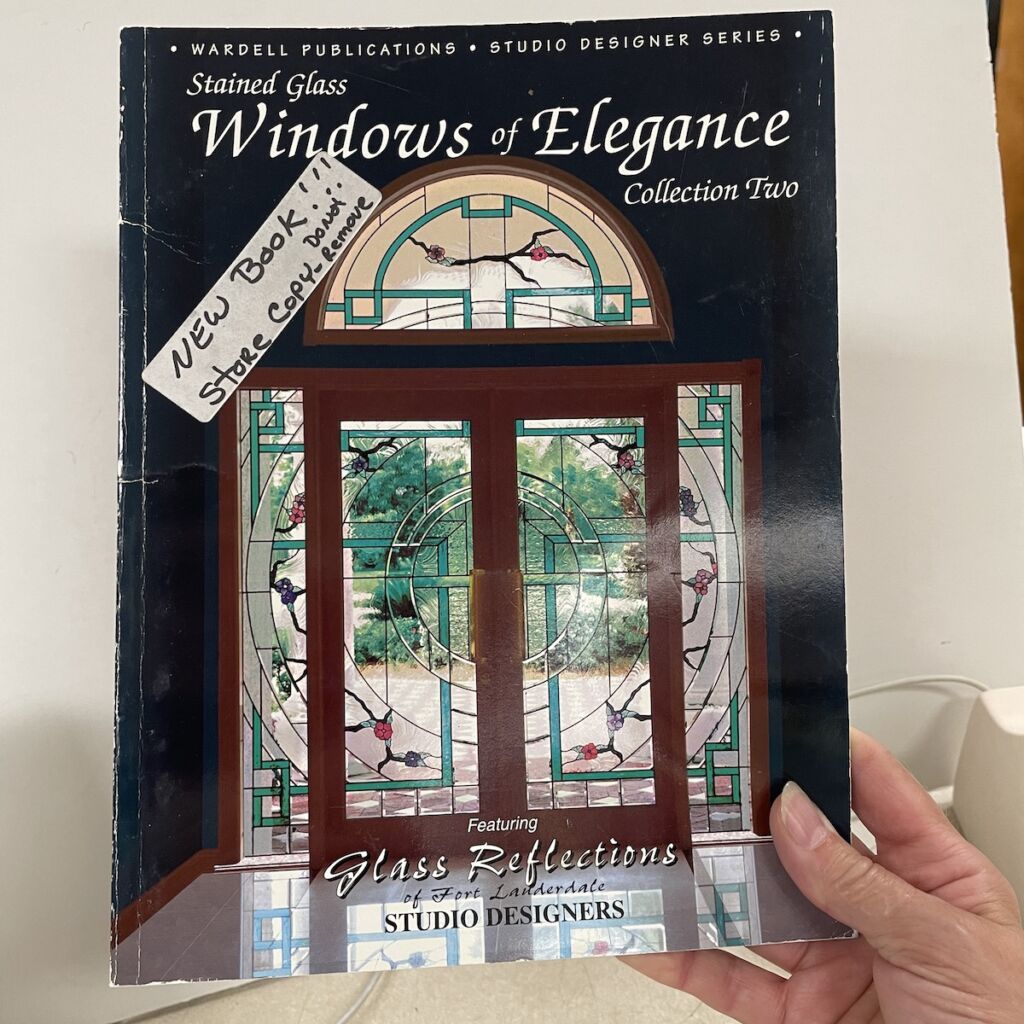 • WARDELL PUBLICATIONS • STUDIO DESIGNER SERIES •
Stained Glass
Windows of Elegance
Collection Two
NEW BOOK!!!
Store Copy- Do Not
Remove
Featuring
Glass Reflections
of Fort Lauderdale
STUDIO DESIGNERS